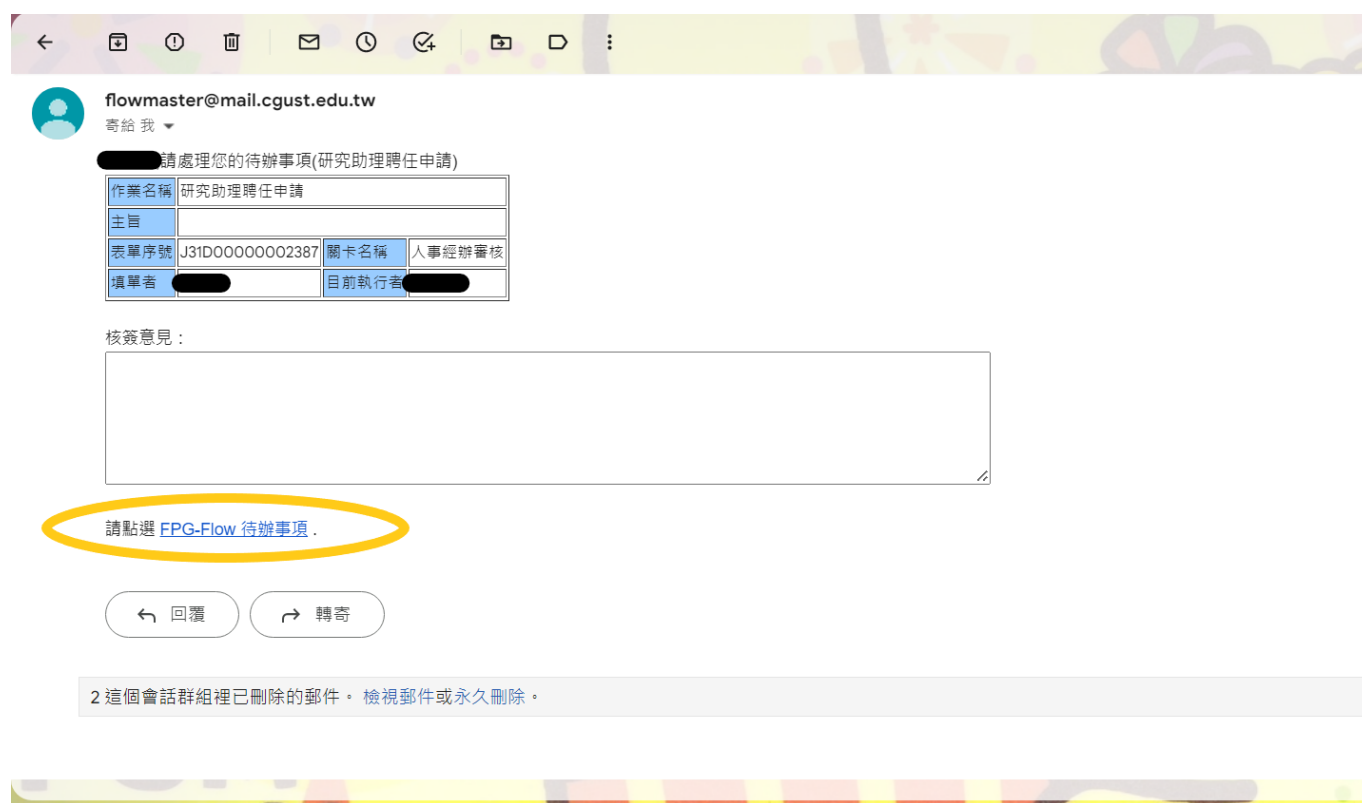 flowmaster@mail.cgust.edu.tw
寄給 我
請處理您的待辦事項(研究助理聘任申請)
作業名稱 研究助理聘任申請
主旨
表單序號 J31D00000002387 關卡名稱 人事經辦審核
填單者 目前執行者
核簽意見：
請點選 FPG-Flow 待辦事項 .
回覆 轉寄
2 這個會話群組裡已刪除的郵件。 檢視郵件或永久刪除。